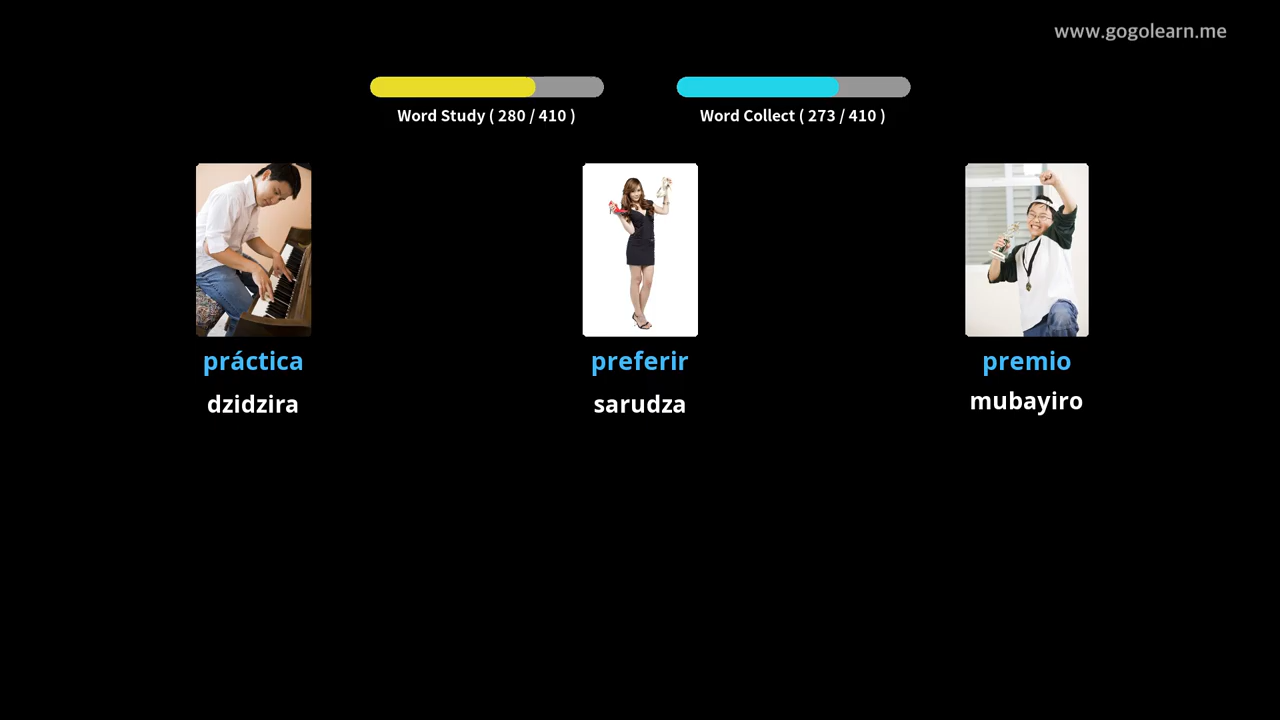 www.gogolearn.me
Word Study ( 280 / 410 )
Word Collect ( 273 / 410 )
práctica
preferir
premio
dzidzira
sarudza
mubayiro